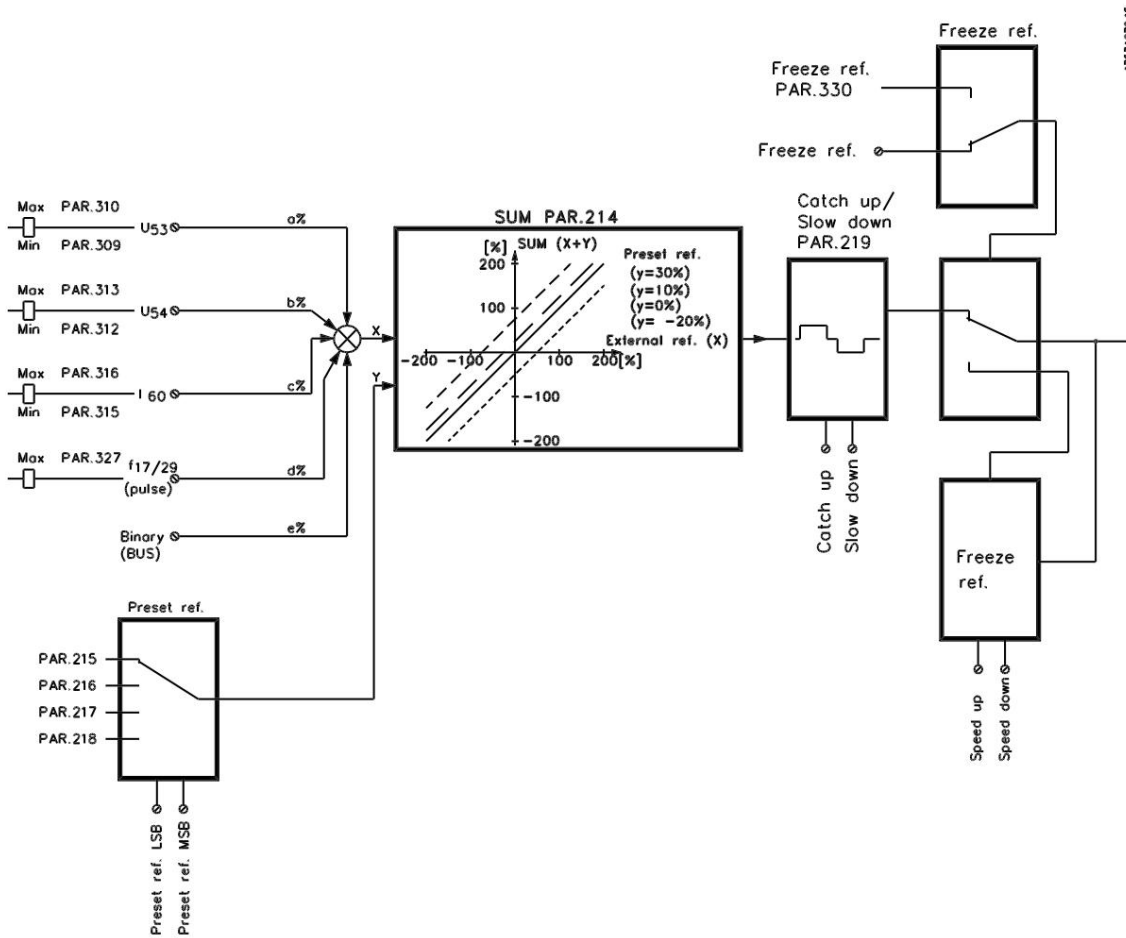 Freeze ref.
Freeze ref.
PAR.330
Freeze ref.
Max PAR.310
U53
a%
Min PAR.309
Max PAR.313
U54
b%
Min PAR.312
Max PAR.316
I 60
c%
Min PAR.315
Max PAR.327
f17/29
(pulse)
d%
Binary
(BUS)
e%
X
Y
SUM PAR.214
[%] SUM (X+Y)
200
100
-200 -100
100 200[%]
-100
-200
Preset ref.
(y=30%)
(y=10%)
(y=0%)
(y= -20%)
External ref. (X)
Catch up/
Slow down
PAR.219
Catch up
Slow down
Freeze
ref.
Speed up
Speed down
Preset ref.
PAR.215
PAR.216
PAR.217
PAR.218
Preset ref. LSB
Preset ref. MSB